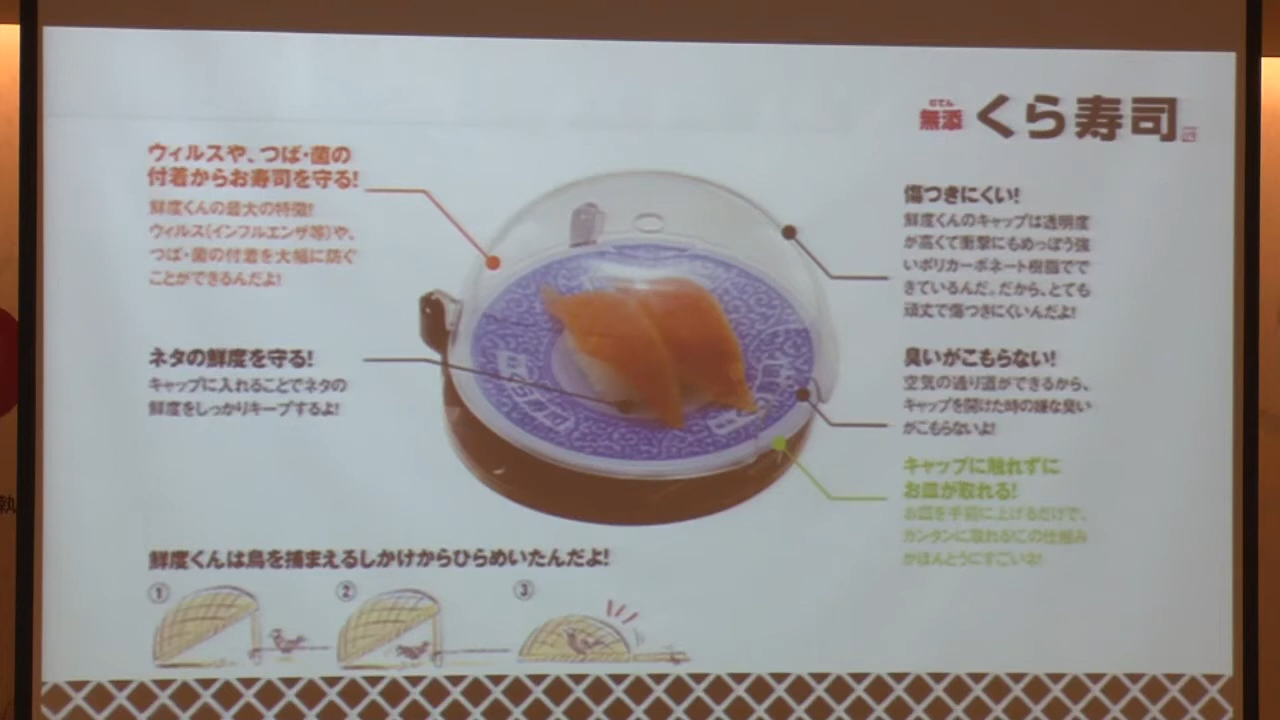 むてん
無添 くら寿司
ウィルスや、つば・菌の
付着からお寿司を守る!
鮮度くんの最大の特徴!
ウィルス(インフルエンザ等)や、
つば・菌の付着を大幅に防ぐ
ことができるんだよ!
ネタの鮮度を守る!
キャップに入れることでネタの
鮮度をしっかりキープするよ!
傷つきにくい!
鮮度くんのキャップは透明度
が高くて衝撃にもめっぽう強
いポリカーボネート樹脂でで
きているんだ。だから、とても
頑丈で傷つきにくいんだよ!
臭いがこもらない!
空気の通り道ができるから、
キャップを開けた時の嫌な臭い
がこもらないよ!
キャップに触れずに
お皿が取れる!
お皿を手前に上げるだけで、
カンタンに取れる!この仕組み
がほんとうにすごいネ!
鮮度くんは鳥を捕まえるしかけからひらめいたんだよ!
① ② ③